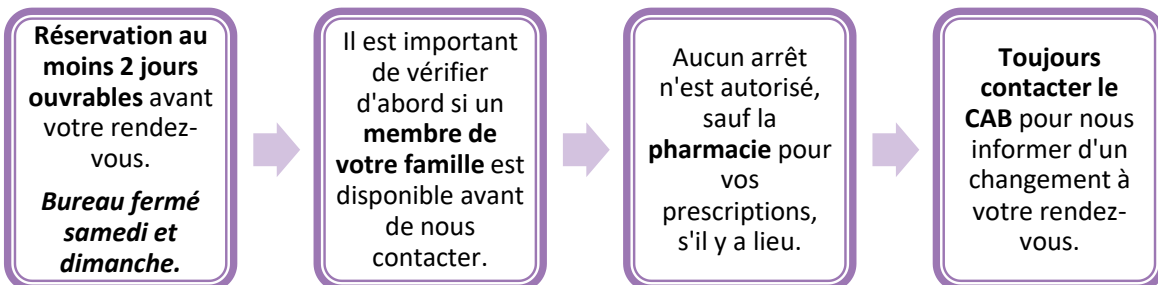 Réservation au
moins 2 jours
ouvrables avant
votre rendez-
vous.
Bureau fermé
samedi et
dimanche.
Il est important
de vérifier
d'abord si un
membre de
votre famille est
disponible avant
de nous
contacter.
Aucun arrêt
n'est autorisé,
sauf la
pharmacie pour
vos
prescriptions,
s'il y a lieu.
Toujours
contacter le
CAB pour nous
informer d'un
changement à
votre rendez-
vous.